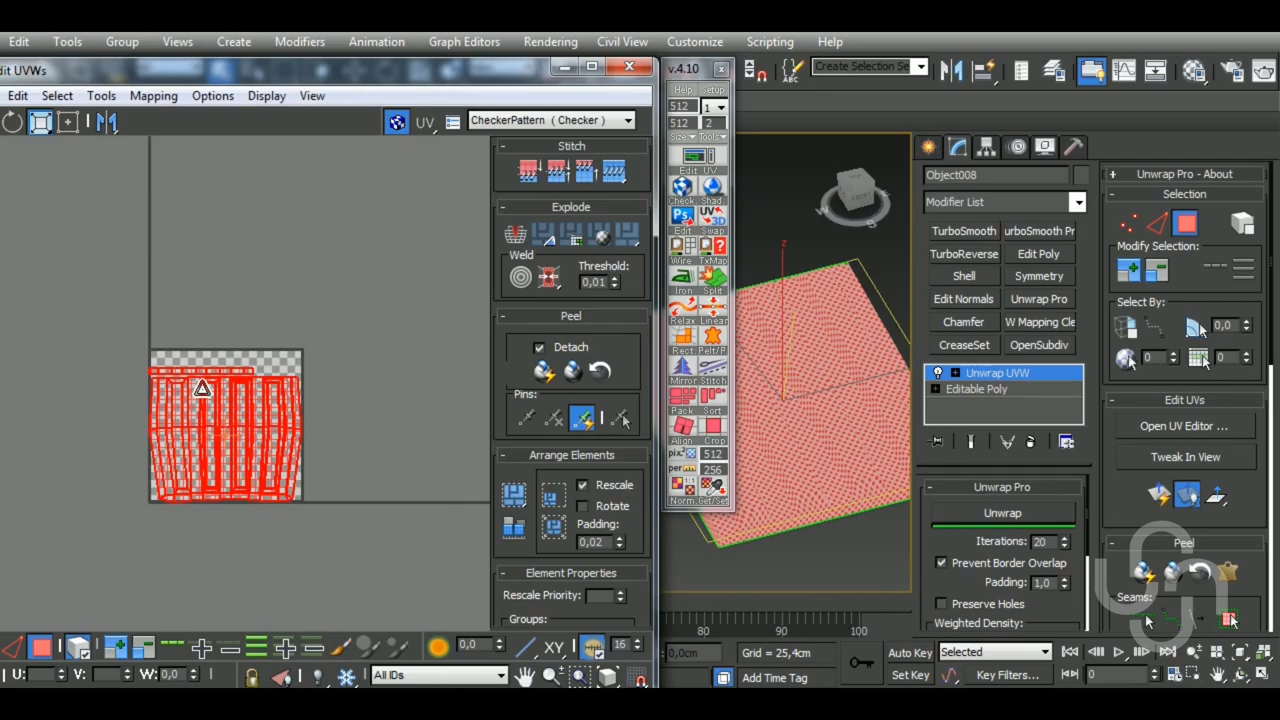 Edit Tools Group Views Create Modifiers Animation Graph Editors Rendering Civil View Customize Scripting Help
dit UVWs
Edit Select Tools Mapping Options Display View
UV CheckerPattern ( Checker )
Stitch
Explode
Weld
Threshold:
0,01
Peel
Detach
Pins:
Arrange Elements
Rescale
Rotate
Padding:
0,02
Element Properties
Rescale Priority:
Groups:
0,0
XY
16
U: V: W: 0,0
All IDs
v.4.10 x
Help Setup
512 1
512 2
Size Tools
Edit UV
Check Shad.
Ps UV 3D
Edit Swap
Wire TxMap
Iron Split
Relax Linear
Rect Pelt/P
Mirror Stitch
Pack Sort
Align Crop
pix² 512
per 256
Norm. Get/Set
FRONT
W
S
z
ABC
Create Selection Se
Object008
Modifier List
TurboSmooth urboSmooth Pr
TurboReverse Edit Poly
Shell Symmetry
Edit Normals Unwrap Pro
Chamfer W Mapping Cle
CreaseSet OpenSubdiv
Unwrap UVW
Editable Poly
Unwrap Pro
Unwrap
Iterations: 20
Prevent Border Overlap
Padding: 1,0
Preserve Holes
Weighted Density:
Unwrap Pro - About
Selection
Modify Selection:
Select By:
0,0
0 0
Edit UVs
Open UV Editor ...
Tweak In View
Peel
Seams:
80 90 100
0,0cm Grid = 25,4cm
Add Time Tag
Auto Key Selected
Set Key Key Filters... 0